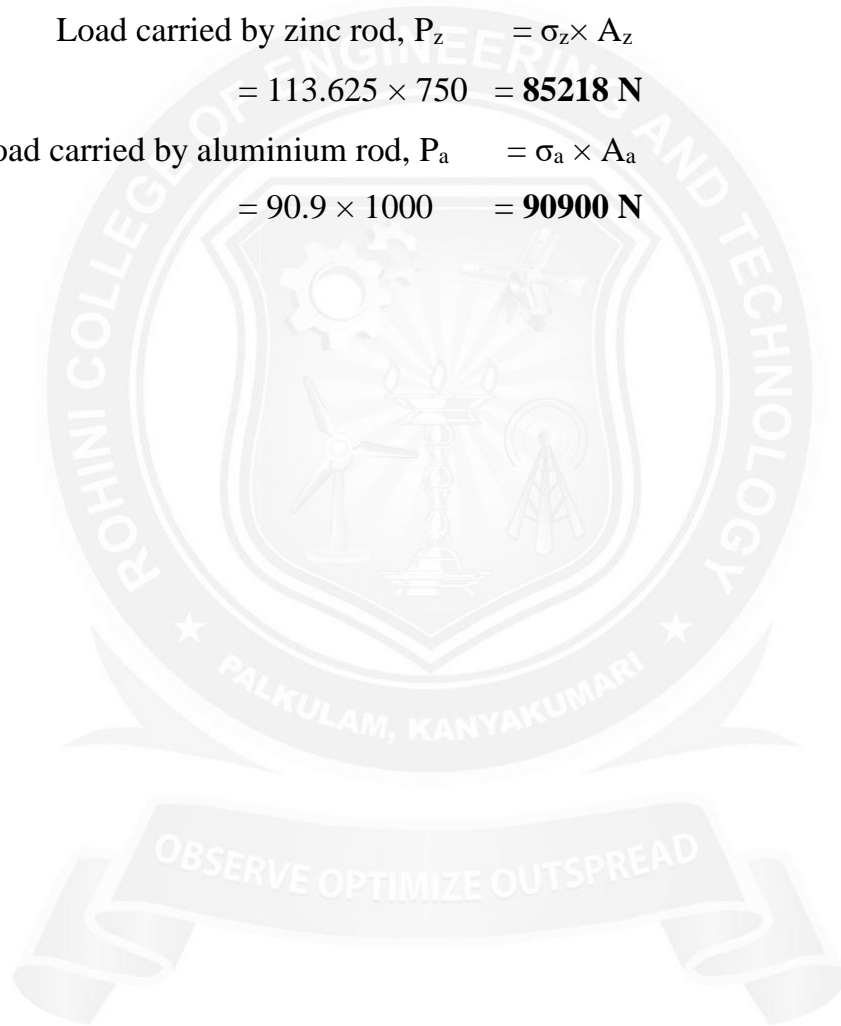 Load carried by zinc rod, Pz = σz× Az
= 113.625 × 750 = 85218 N
oad carried by aluminium rod, Pa = σa × Aa
= 90.9 × 1000 = 90900 N
ROHINI COLLEGE OF ENGINEERING AND TECHNOLOGY
PALKULAM, KANYAKUMARI
OBSERVE OPTIMIZE OUTSPREAD